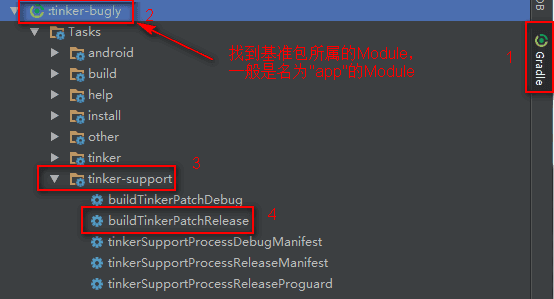 :tinker-bugly
2
Tasks
android
build
help
install
other
tinker
3
tinker-support
buildTinkerPatchDebug
buildTinkerPatchRelease
4
tinkerSupportProcessDebugManifest
tinkerSupportProcessReleaseManifest
tinkerSupportProcessReleaseProguard
找到基准包所属的Module,
一般是名为"app"的Module
1
Gradle